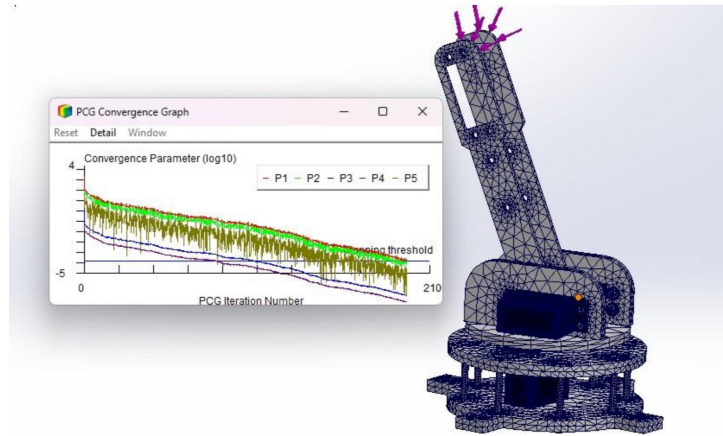 PCG Convergence Graph
Reset Detail Window
Convergence Parameter (log10)
4
P1 P2 P3 P4 P5
threshold
-5
0
210
PCG Iteration Number